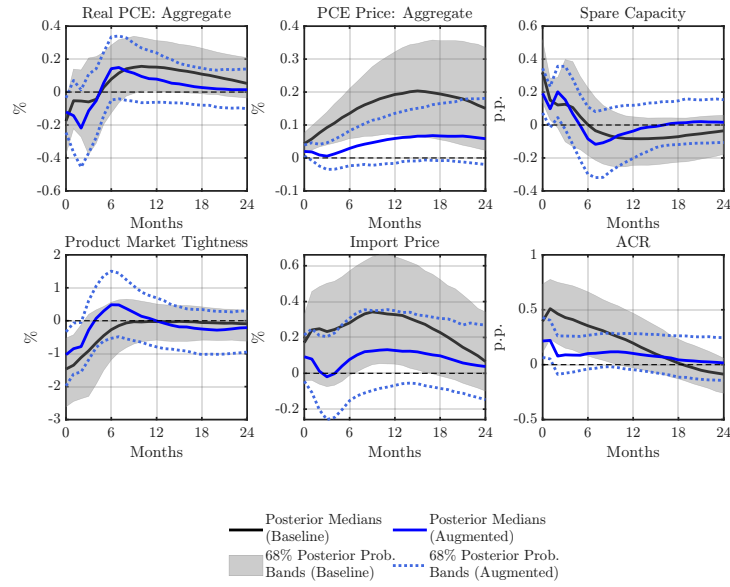 Real PCE: Aggregate
0.4
0.2
0
-0.2
-0.4
-0.6
%
0 6 12 18 24
Months
PCE Price: Aggregate
0.4
0.3
0.2
0.1
0
-0.1
%
0 6 12 18 24
Months
Spare Capacity
0.6
0.4
0.2
0
-0.2
-0.4
p.p.
0 6 12 18 24
Months
Product Market Tightness
2
1
0
-1
-2
-3
%
0 6 12 18 24
Months
Import Price
0.6
0.4
0.2
0
-0.2
%
0 6 12 18 24
Months
ACR
1
0.5
0
-0.5
p.p.
0 6 12 18 24
Months
Posterior Medians
(Baseline)
68% Posterior Prob.
Bands (Baseline)
Posterior Medians
(Augmented)
68% Posterior Prob.
Bands (Augmented)